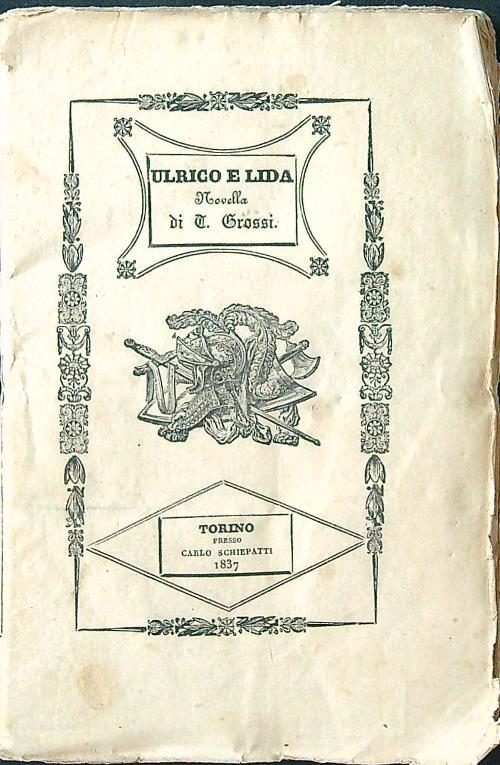 ULRICO E LIDA
Novella
di T. Grossi.
TORINO
PRESSO
CARLO SCHIEPATTI
1837